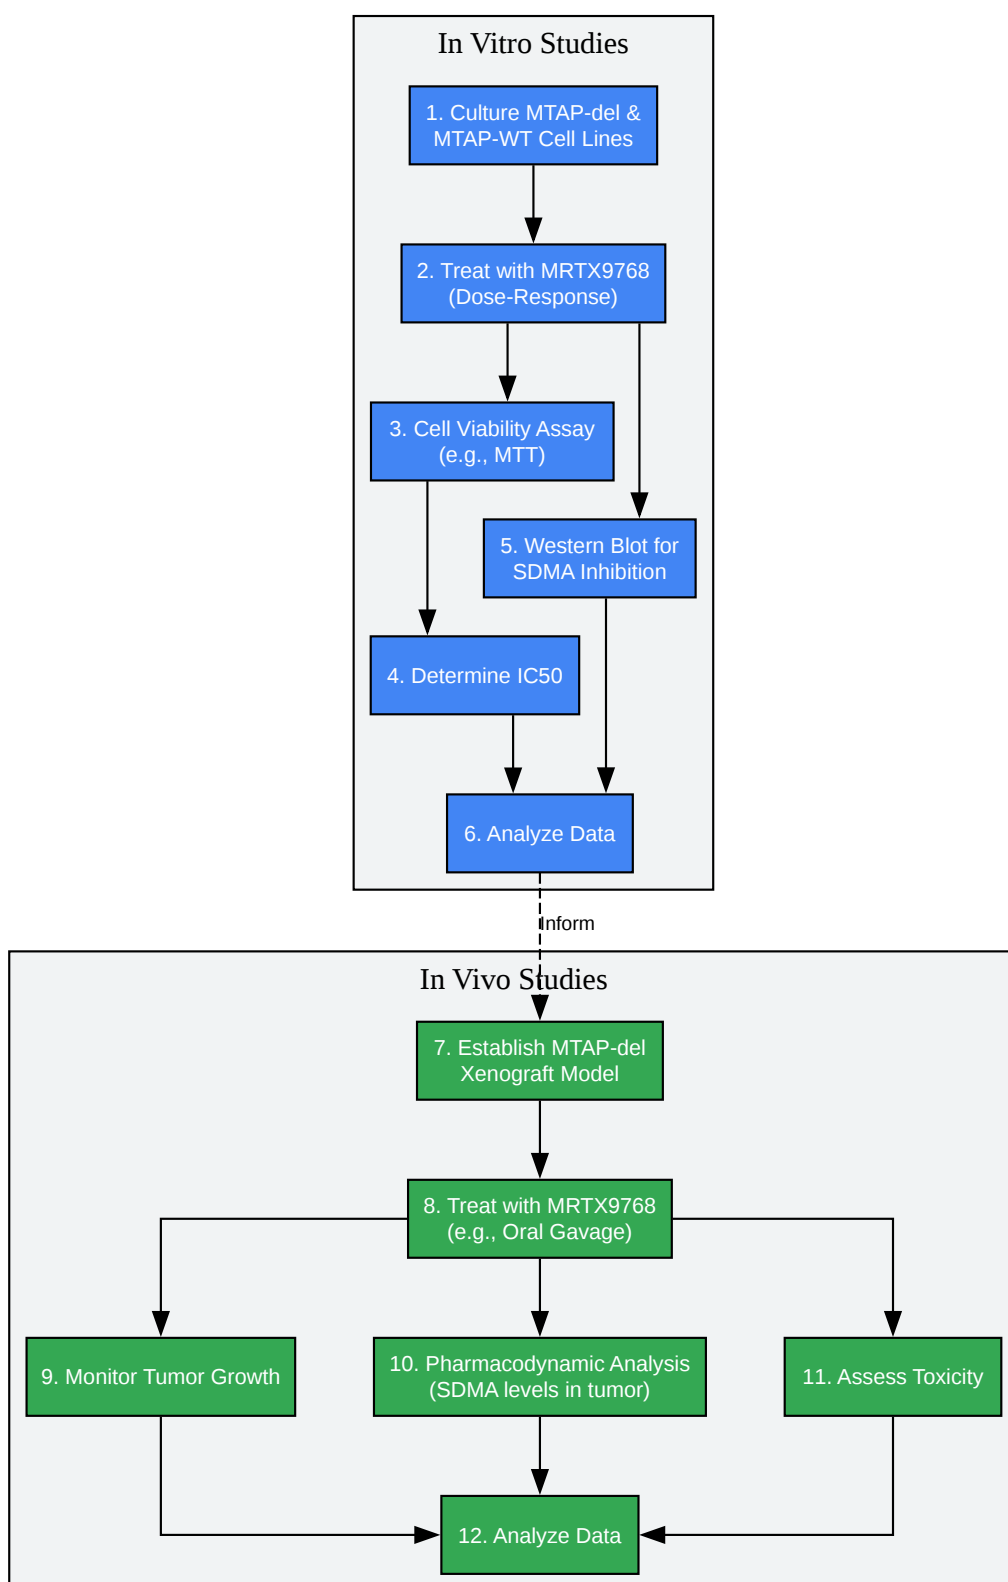 In Vitro Studies
1. Culture MTAP-del &
MTAP-WT Cell Lines
2. Treat with MRTX9768
(Dose-Response)
3. Cell Viability Assay
(e.g., MTT)
5. Western Blot for
SDMA Inhibition
4. Determine IC50
6. Analyze Data
Inform
In Vivo Studies
7. Establish MTAP-del
Xenograft Model
8. Treat with MRTX9768
(e.g., Oral Gavage)
9. Monitor Tumor Growth
10. Pharmacodynamic Analysis
(SDMA levels in tumor)
11. Assess Toxicity
12. Analyze Data